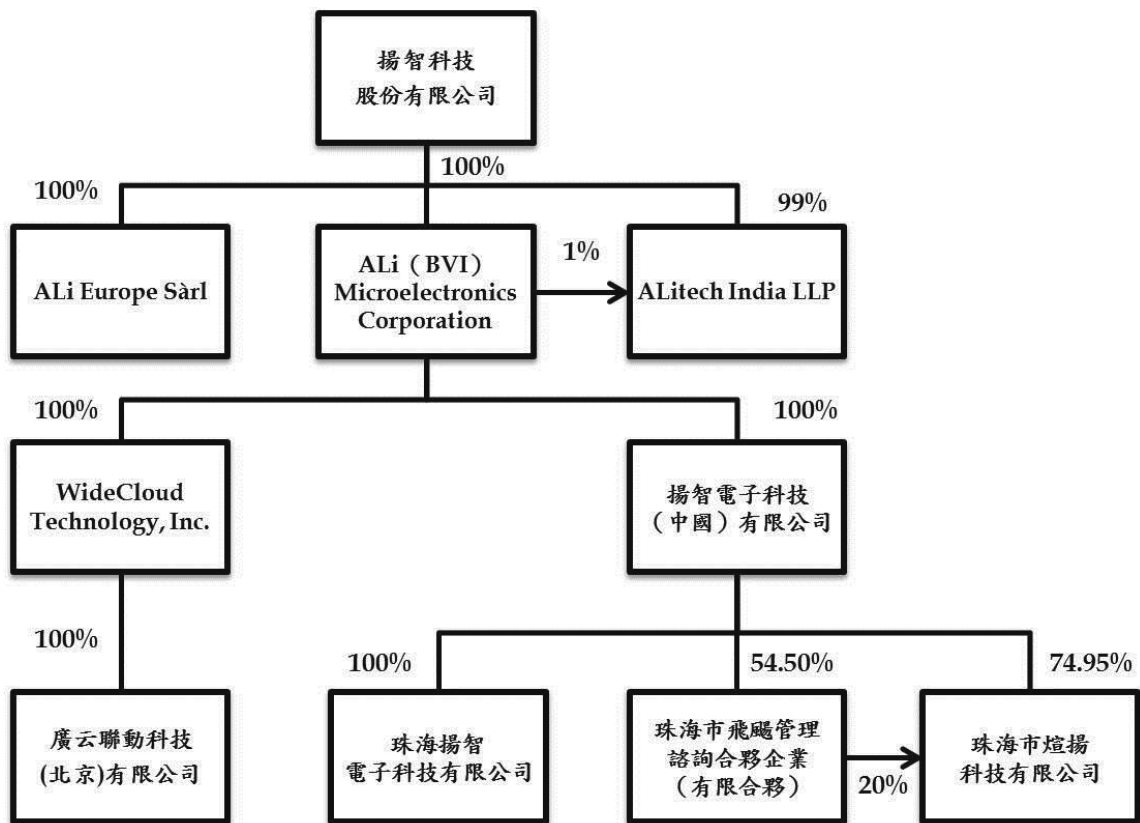 揚智科技
股份有限公司
100%
100%
99%
ALi Europe Sàrl
ALi（BVI）
Microelectronics
Corporation
1%
ALitech India LLP
100%
100%
WideCloud
Technology, Inc.
揚智電子科技
（中國）有限公司
100%
100%
54.50%
74.95%
廣云聯動科技
(北京)有限公司
珠海揚智
電子科技有限公司
珠海市飛颺管理
諮詢合夥企業
（有限合夥）
20%
珠海市煊揚
科技有限公司